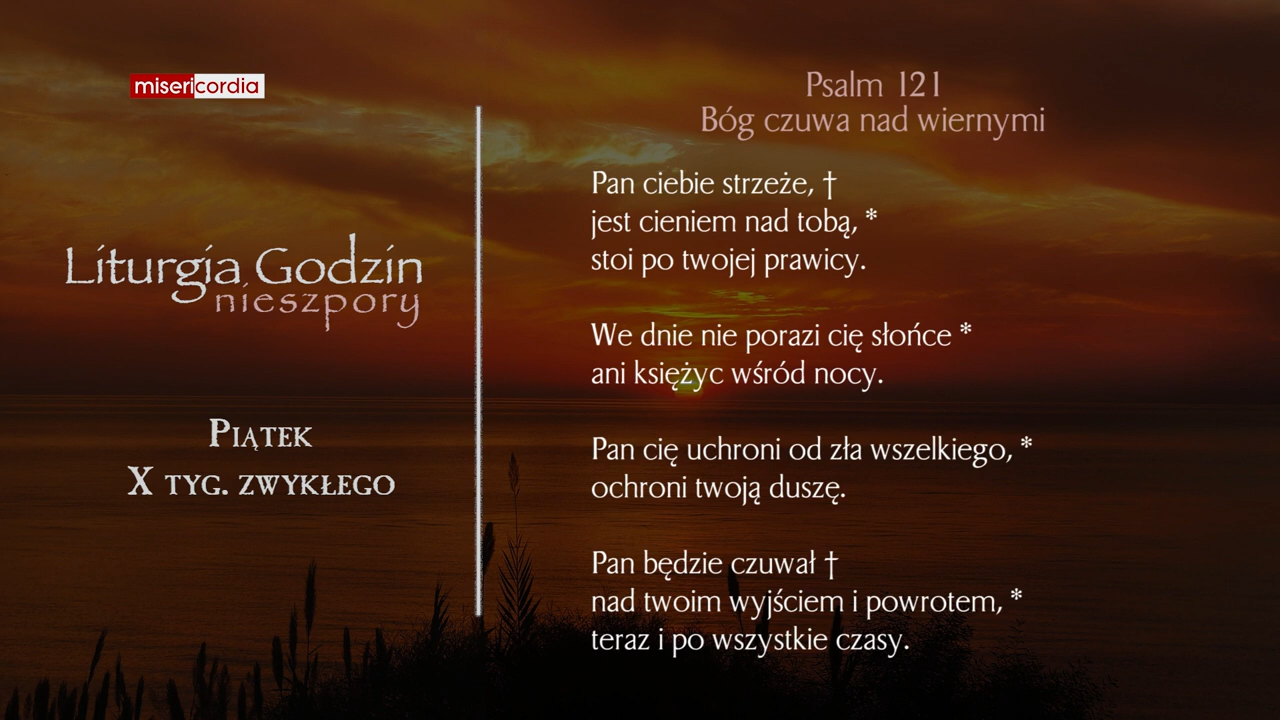 misericordia
Liturgia Godzin
nieszpory
Piątek
X tyg. zwykłego
Psalm 121
Bóg czuwa nad wiernymi
Pan ciebie strzeże, †
jest cieniem nad tobą, *
stoi po twojej prawicy.
We dnie nie porazi cię słońce *
ani księżyc wśród nocy.
Pan cię uchroni od zła wszelkiego, *
ochroni twoją duszę.
Pan będzie czuwał †
nad twoim wyjściem i powrotem, *
teraz i po wszystkie czasy.